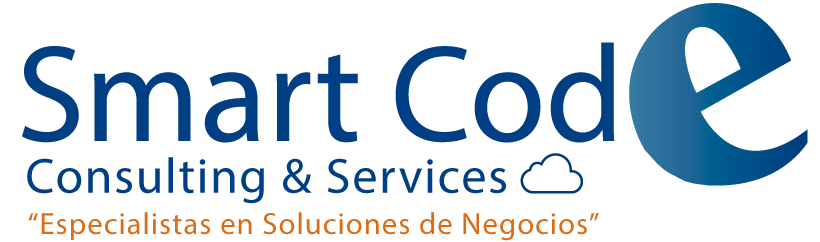 Smart Code
Consulting & Services
“Especialistas en Soluciones de Negocios”